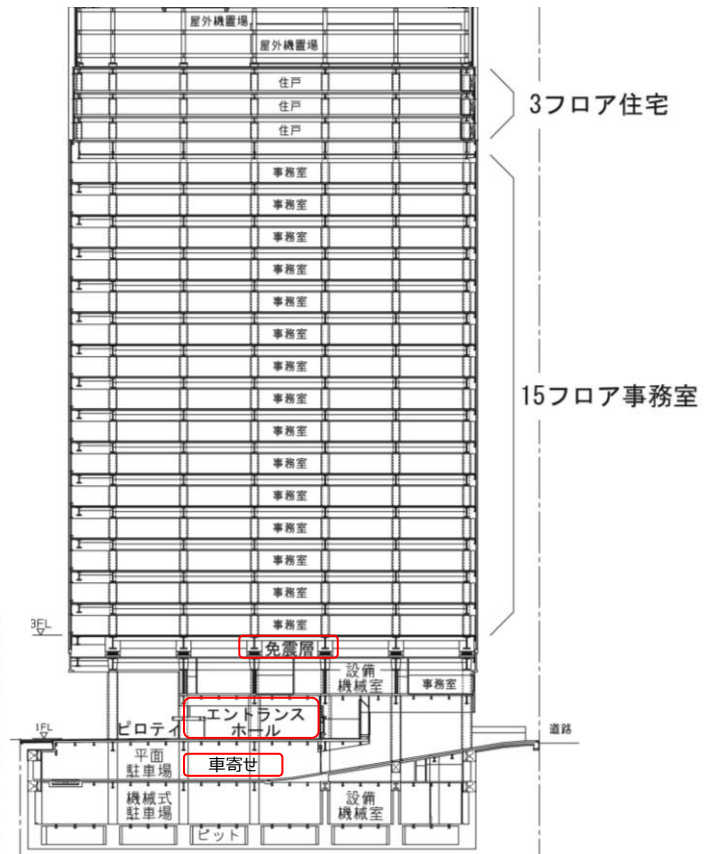 屋外機置場
屋外機置場
住戸
住戸
住戸
3フロア住宅
事務室
事務室
事務室
事務室
事務室
事務室
事務室
事務室
15フロア事務室
事務室
事務室
事務室
事務室
事務室
事務室
事務室
3FL
免震層
設備
機械室
事務室
エントランス
ホール
1FL
ピロティ
道路
平面
駐車場
車寄せ
機械式
駐車場
設備
機械室
ピット